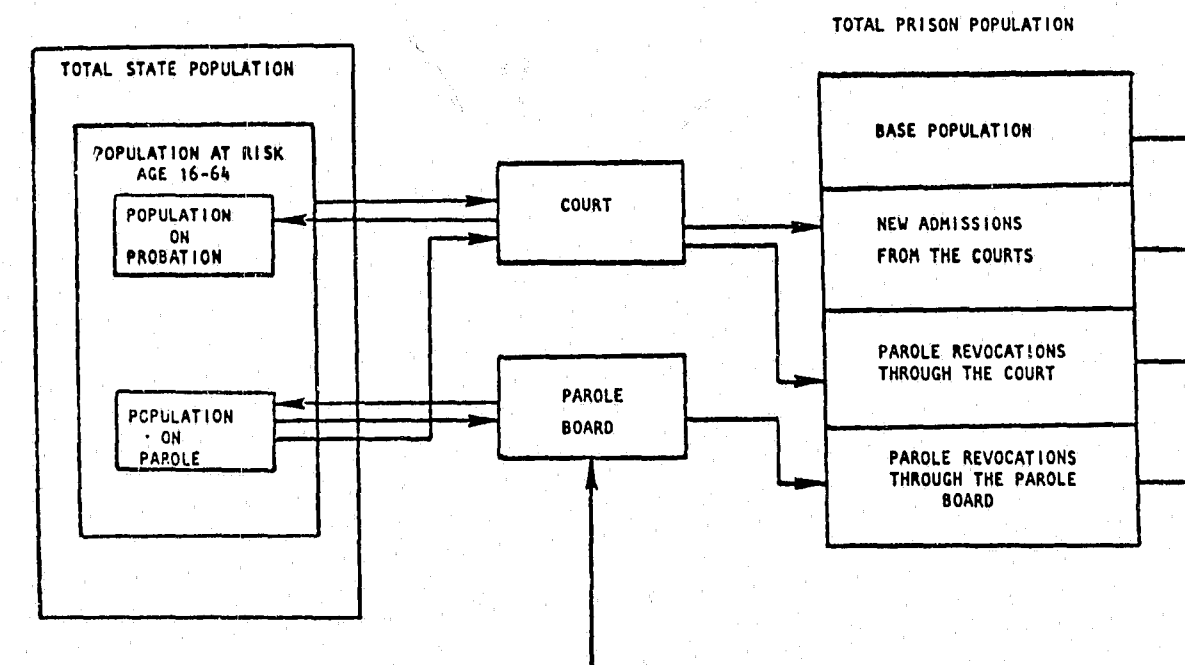 TOTAL PRISON POPULATION
TOTAL STATE POPULATION
POPULATION AT RISK
AGE 16-64
POPULATION
ON
PROBATION
POPULATION
ON
PAROLE
COURT
PAROLE
BOARD
BASE POPULATION
NEW ADMISSIONS
FROM THE COURTS
PAROLE REVOCATIONS
THROUGH THE COURT
PAROLE REVOCATIONS
THROUGH THE PAROLE
BOARD